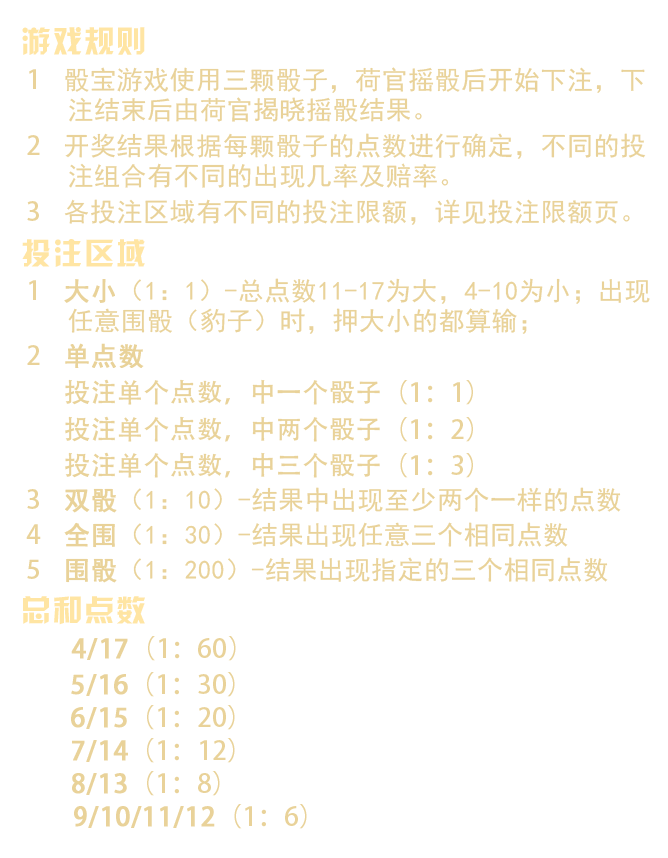 游戏规则
1 骰宝游戏使用三颗骰子，荷官摇骰后开始下注，下
注结束后由荷官揭晓摇骰结果。
2 开奖结果根据每颗骰子的点数进行确定，不同的投
注组合有不同的出现几率及赔率。
3 各投注区域有不同的投注限额，详见投注限额页。
投注区域
1 大小（1：1）-总点数11-17为大，4-10为小；出现
任意围骰（豹子）时，押大小的都算输；
2 单点数
投注单个点数，中一个骰子（1：1）
投注单个点数，中两个骰子（1：2）
投注单个点数，中三个骰子（1：3）
3 双骰（1：10）-结果中出现至少两个一样的点数
4 全围（1：30）-结果出现任意三个相同点数
5 围骰（1：200）-结果出现指定的三个相同点数
总和点数
4/17（1：60）
5/16（1：30）
6/15（1：20）
7/14（1：12）
8/13（1：8）
9/10/11/12（1：6）